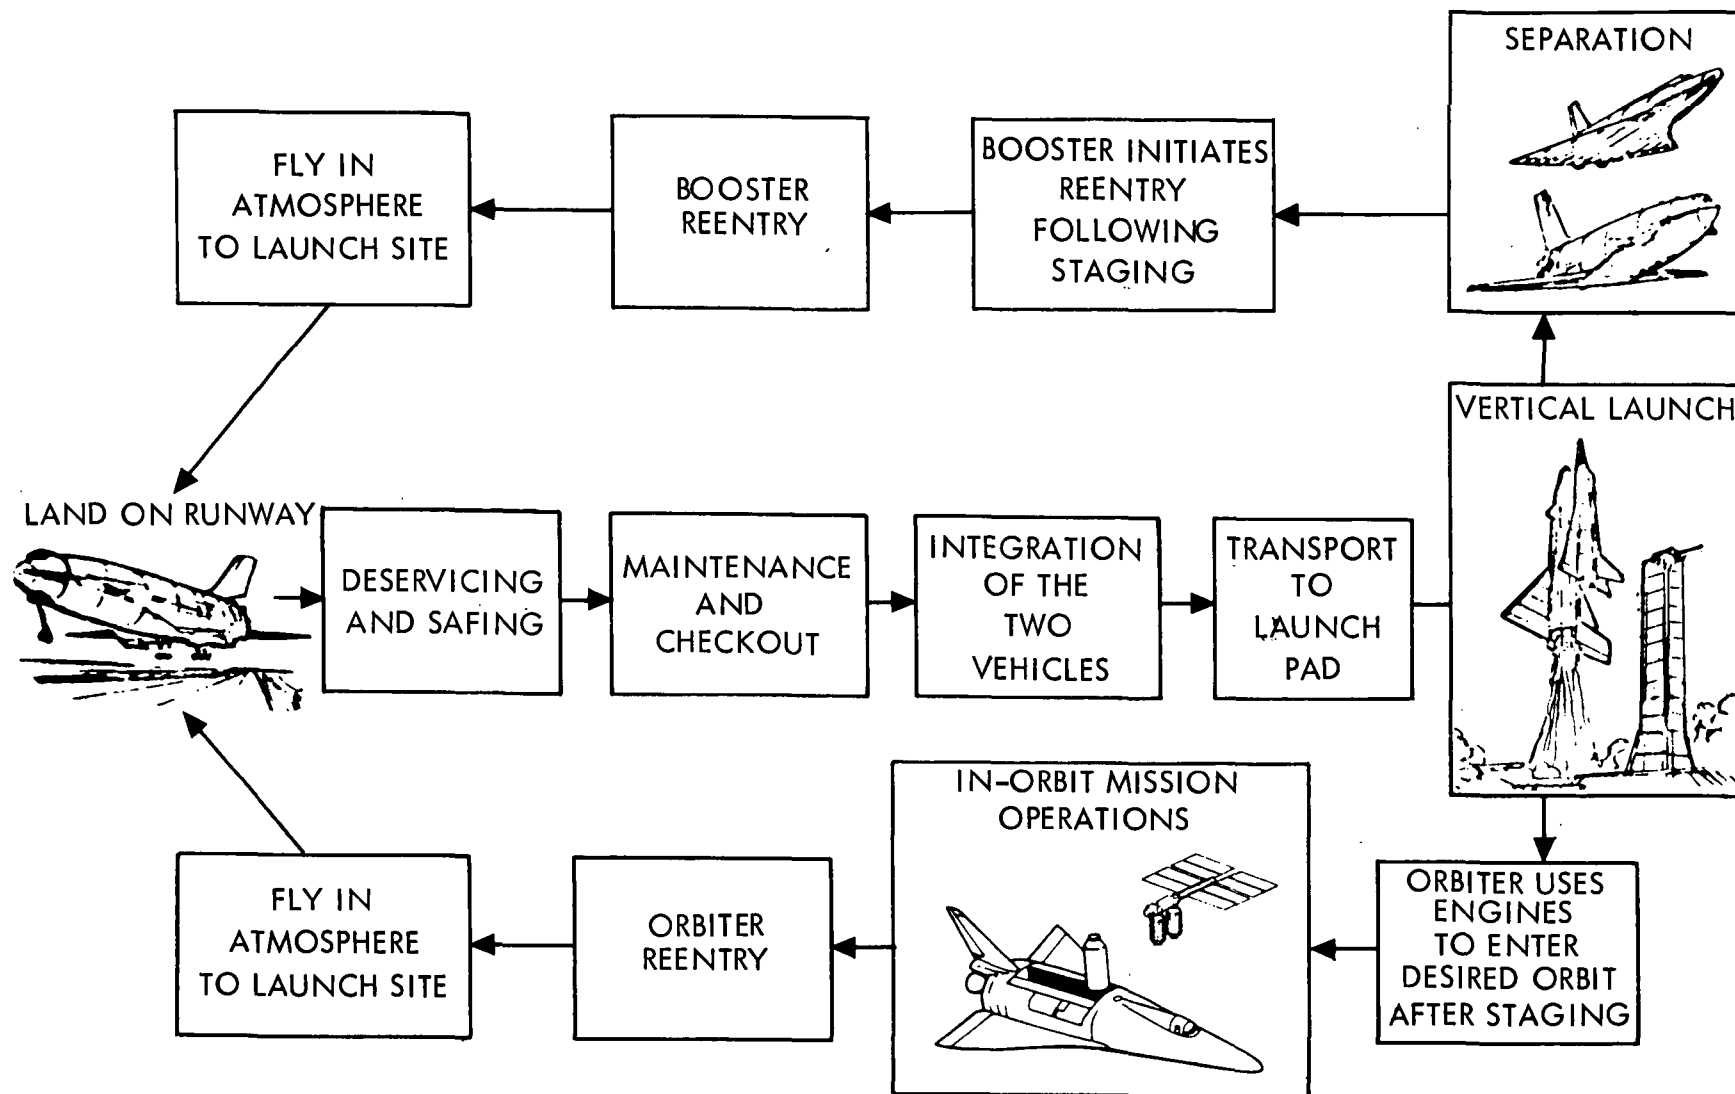 SEPARATION
FLY IN
ATMOSPHERE
TO LAUNCH SITE
BOOSTER
REENTRY
BOOSTER INITIATES
REENTRY
FOLLOWING
STAGING
VERTICAL LAUNCH
LAND ON RUNWAY
DESERVICING
AND SAFING
MAINTENANCE
AND
CHECKOUT
INTEGRATION
OF THE
TWO
VEHICLES
TRANSPORT
TO
LAUNCH
PAD
IN-ORBIT MISSION
OPERATIONS
FLY IN
ATMOSPHERE
TO LAUNCH SITE
ORBITER
REENTRY
ORBITER USES
ENGINES
TO ENTER
DESIRED ORBIT
AFTER STAGING